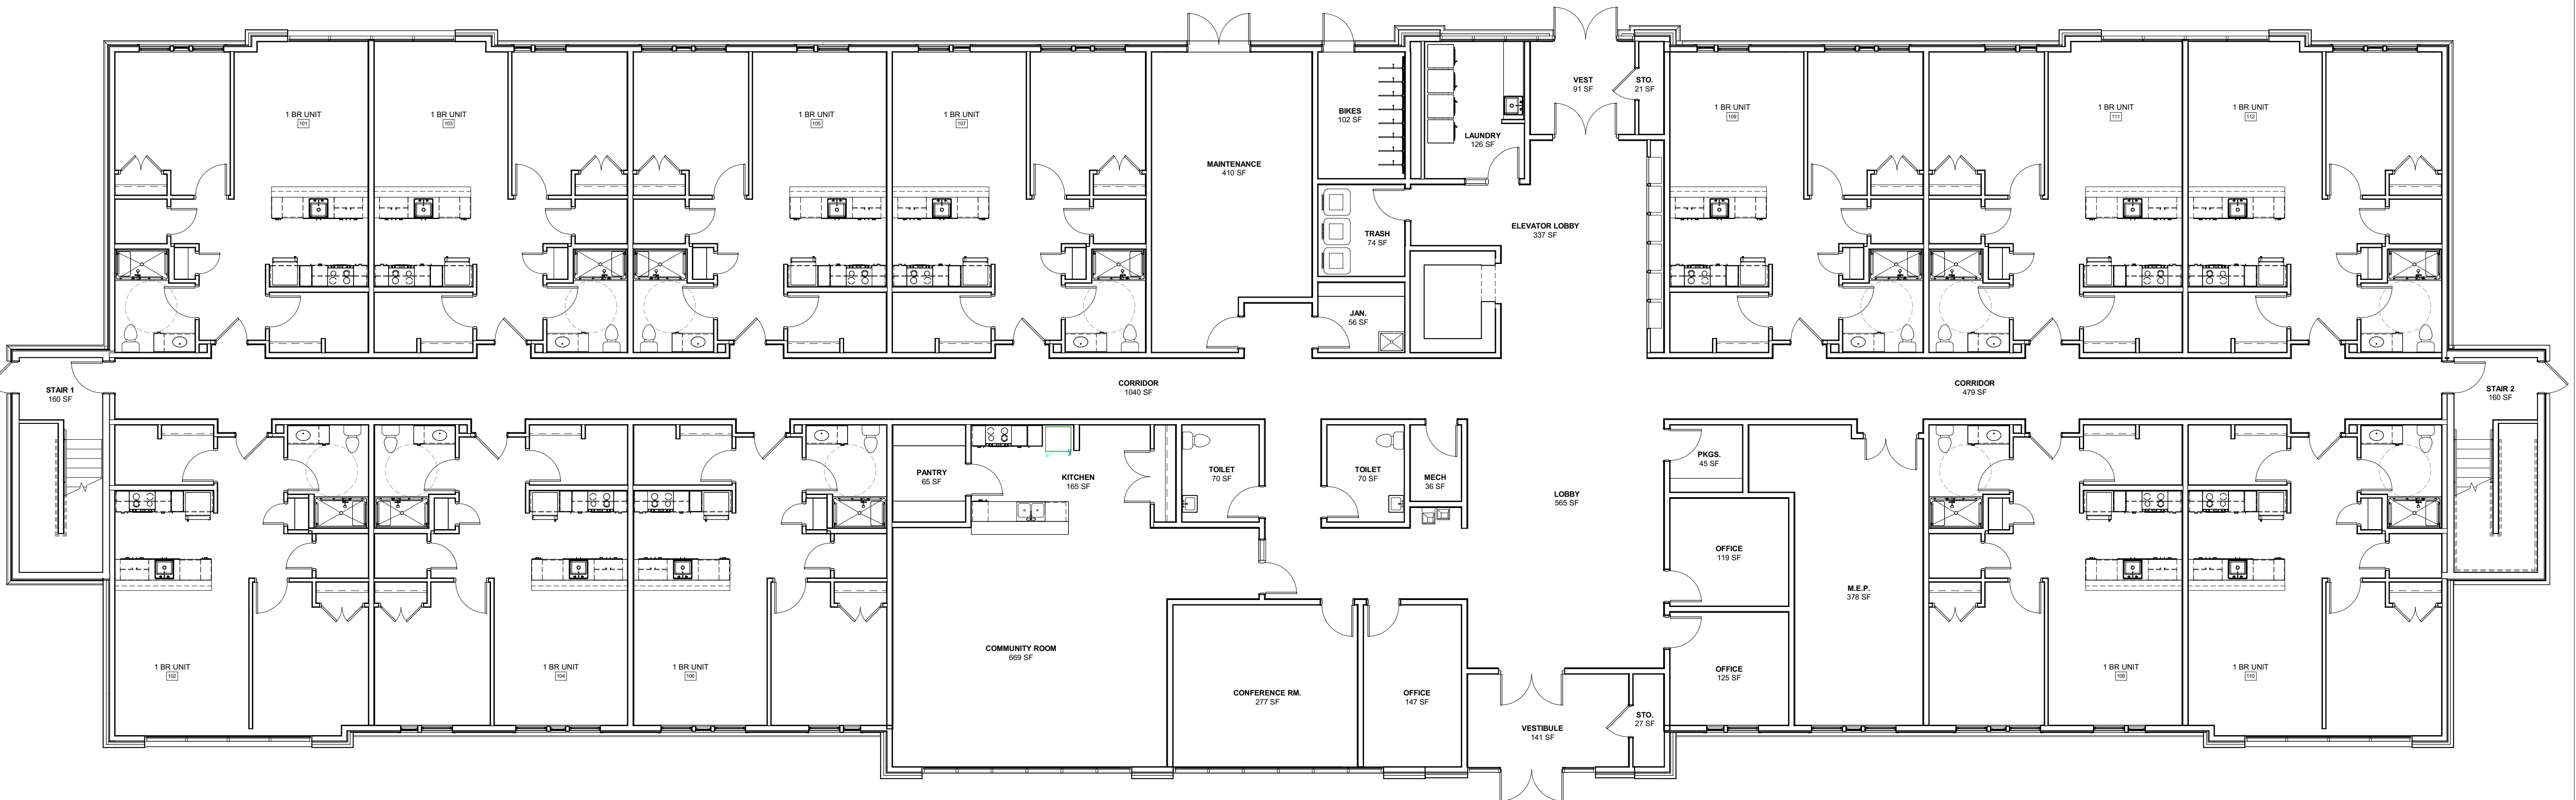 VEST
91 SF
STO.
21 SF
1 BR UNIT
101
1 BR UNIT
103
1 BR UNIT
105
1 BR UNIT
107
BIKES
102 SF
1 BR UNIT
109
1 BR UNIT
111
1 BR UNIT
112
LAUNDRY
126 SF
MAINTENANCE
410 SF
TRASH
74 SF
ELEVATOR LOBBY
337 SF
JAN.
56 SF
STAIR 1
160 SF
CORRIDOR
1040 SF
CORRIDOR
479 SF
STAIR 2
160 SF
PANTRY
65 SF
KITCHEN
165 SF
TOILET
70 SF
TOILET
70 SF
MECH
36 SF
PKGS.
45 SF
LOBBY
565 SF
OFFICE
119 SF
M.E.P.
378 SF
COMMUNITY ROOM
669 SF
1 BR UNIT
102
1 BR UNIT
104
1 BR UNIT
106
OFFICE
125 SF
1 BR UNIT
108
1 BR UNIT
110
CONFERENCE RM.
277 SF
OFFICE
147 SF
STO.
27 SF
VESTIBULE
141 SF